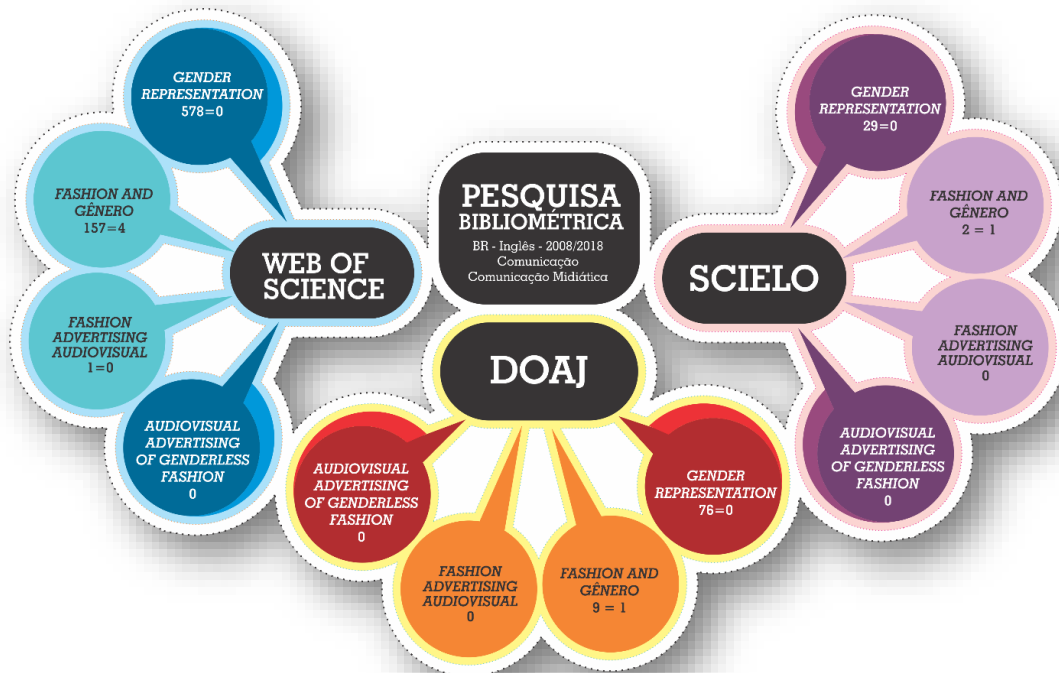 PESQUISA
BIBLIOMÉTRICA
BR - Inglês - 2008/2018
Comunicação
Comunicação Midiática
WEB OF
SCIENCE
GENDER
REPRESENTATION
578=0
FASHION AND
GÊNERO
157=4
FASHION
ADVERTISING
AUDIOVISUAL
1=0
AUDIOVISUAL
ADVERTISING
OF GENDERLESS
FASHION
0
DOAJ
AUDIOVISUAL
ADVERTISING
OF GENDERLESS
FASHION
0
FASHION
ADVERTISING
AUDIOVISUAL
0
FASHION AND
GÊNERO
9 = 1
GENDER
REPRESENTATION
76=0
SCIELO
GENDER
REPRESENTATION
29=0
FASHION AND
GÊNERO
2 = 1
FASHION
ADVERTISING
AUDIOVISUAL
0
AUDIOVISUAL
ADVERTISING
OF GENDERLESS
FASHION
0